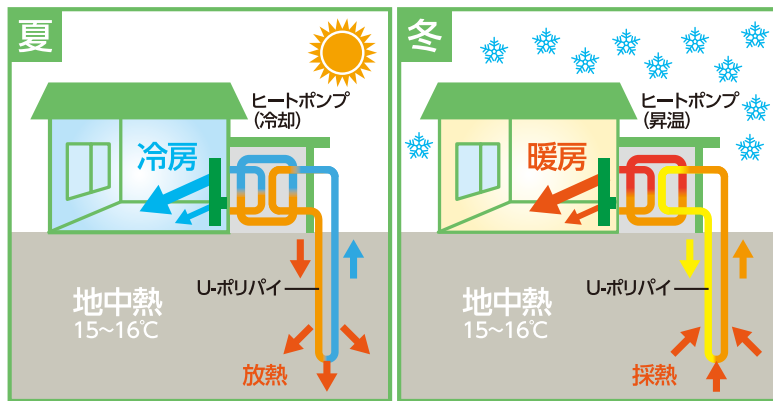 夏
ヒートポンプ
(冷却)
冷房
U-ポリパイ
地中熱
15~16℃
放熱
冬
ヒートポンプ
(昇温)
暖房
U-ポリパイ
地中熱
15~16℃
採熱